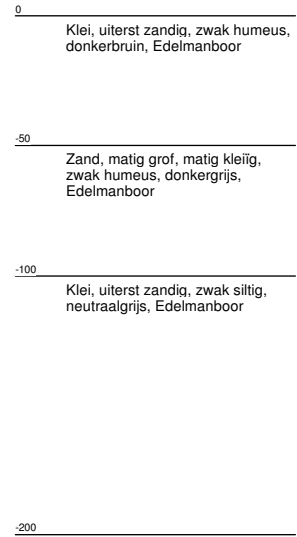 0
Klei, uiterst zandig, zwak humeus,
donkerbruin, Edelmanboor
-50
Zand, matig grof, matig kleiïg,
zwak humeus, donkergrijs,
Edelmanboor
-100
Klei, uiterst zandig, zwak siltig,
neutraalgrijs, Edelmanboor
-200